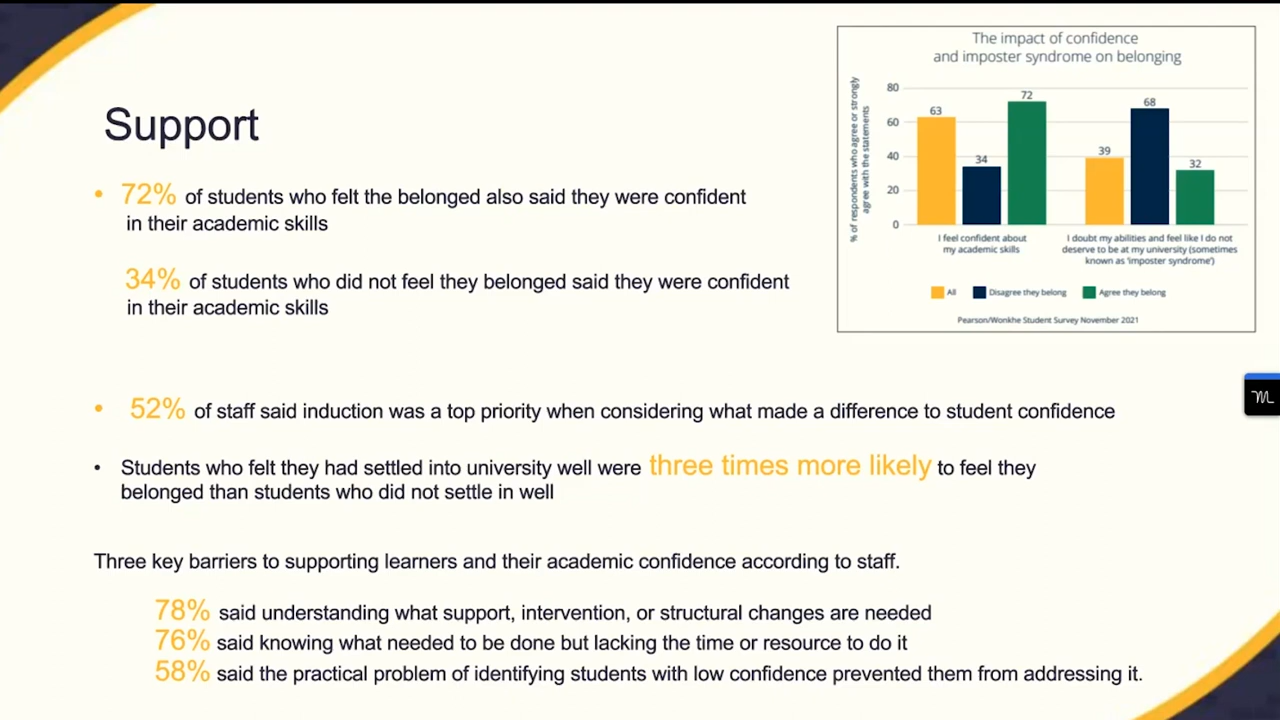 Support
• 72% of students who felt the belonged also said they were confident
in their academic skills
34% of students who did not feel they belonged said they were confident
in their academic skills
• 52% of staff said induction was a top priority when considering what made a difference to student confidence
• Students who felt they had settled into university well were three times more likely to feel they
belonged than students who did not settle in well
Three key barriers to supporting learners and their academic confidence according to staff.
78% said understanding what support, intervention, or structural changes are needed
76% said knowing what needed to be done but lacking the time or resource to do it
58% said the practical problem of identifying students with low confidence prevented them from addressing it.
The impact of confidence
and imposter syndrome on belonging
% of respondents who agree or strongly
agree with the statements
80
60
40
20
0
63
34
72
39
68
32
I feel confident about
my academic skills
I doubt my abilities and feel like I do not
deserve to be at my university (sometimes
known as 'imposter syndrome')
All
Disagree they belong
Agree they belong
Pearson/Wonkhe Student Survey November 2021